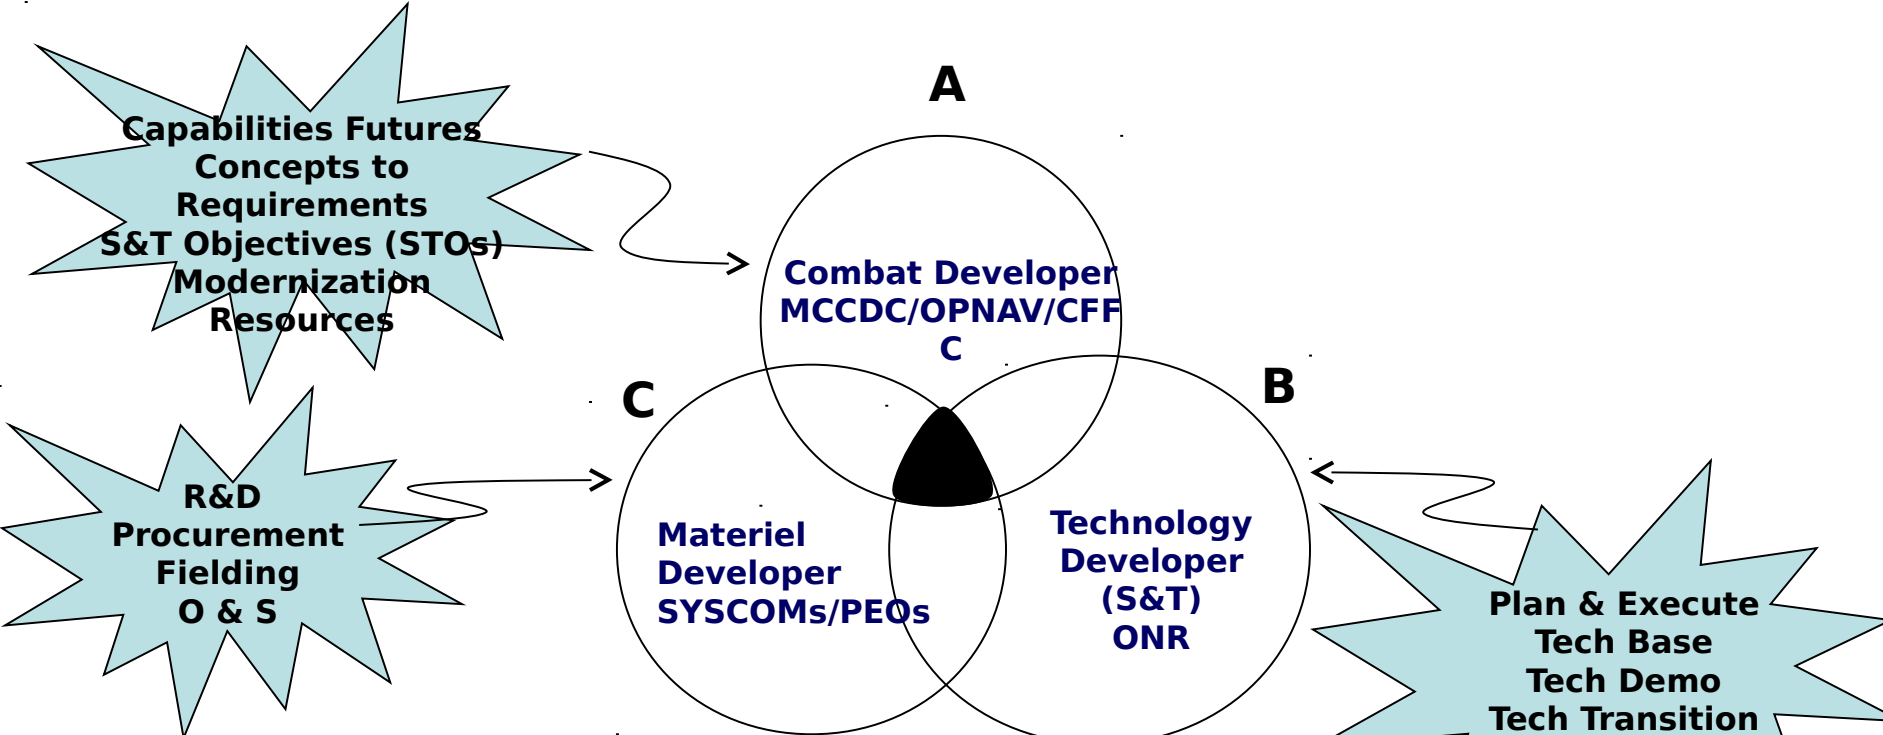 A
Capabilities Futures
Concepts to
Requirements
S&T Objectives (STOs)
Modernization
Resources
Combat Developer
MCCDC/OPNAV/CFF
C
C
B
R&D
Procurement
Fielding
O & S
Materiel
Developer
SYSCOMs/PEOs
Technology
Developer
(S&T)
ONR
Plan & Execute
Tech Base
Tech Demo
Tech Transition